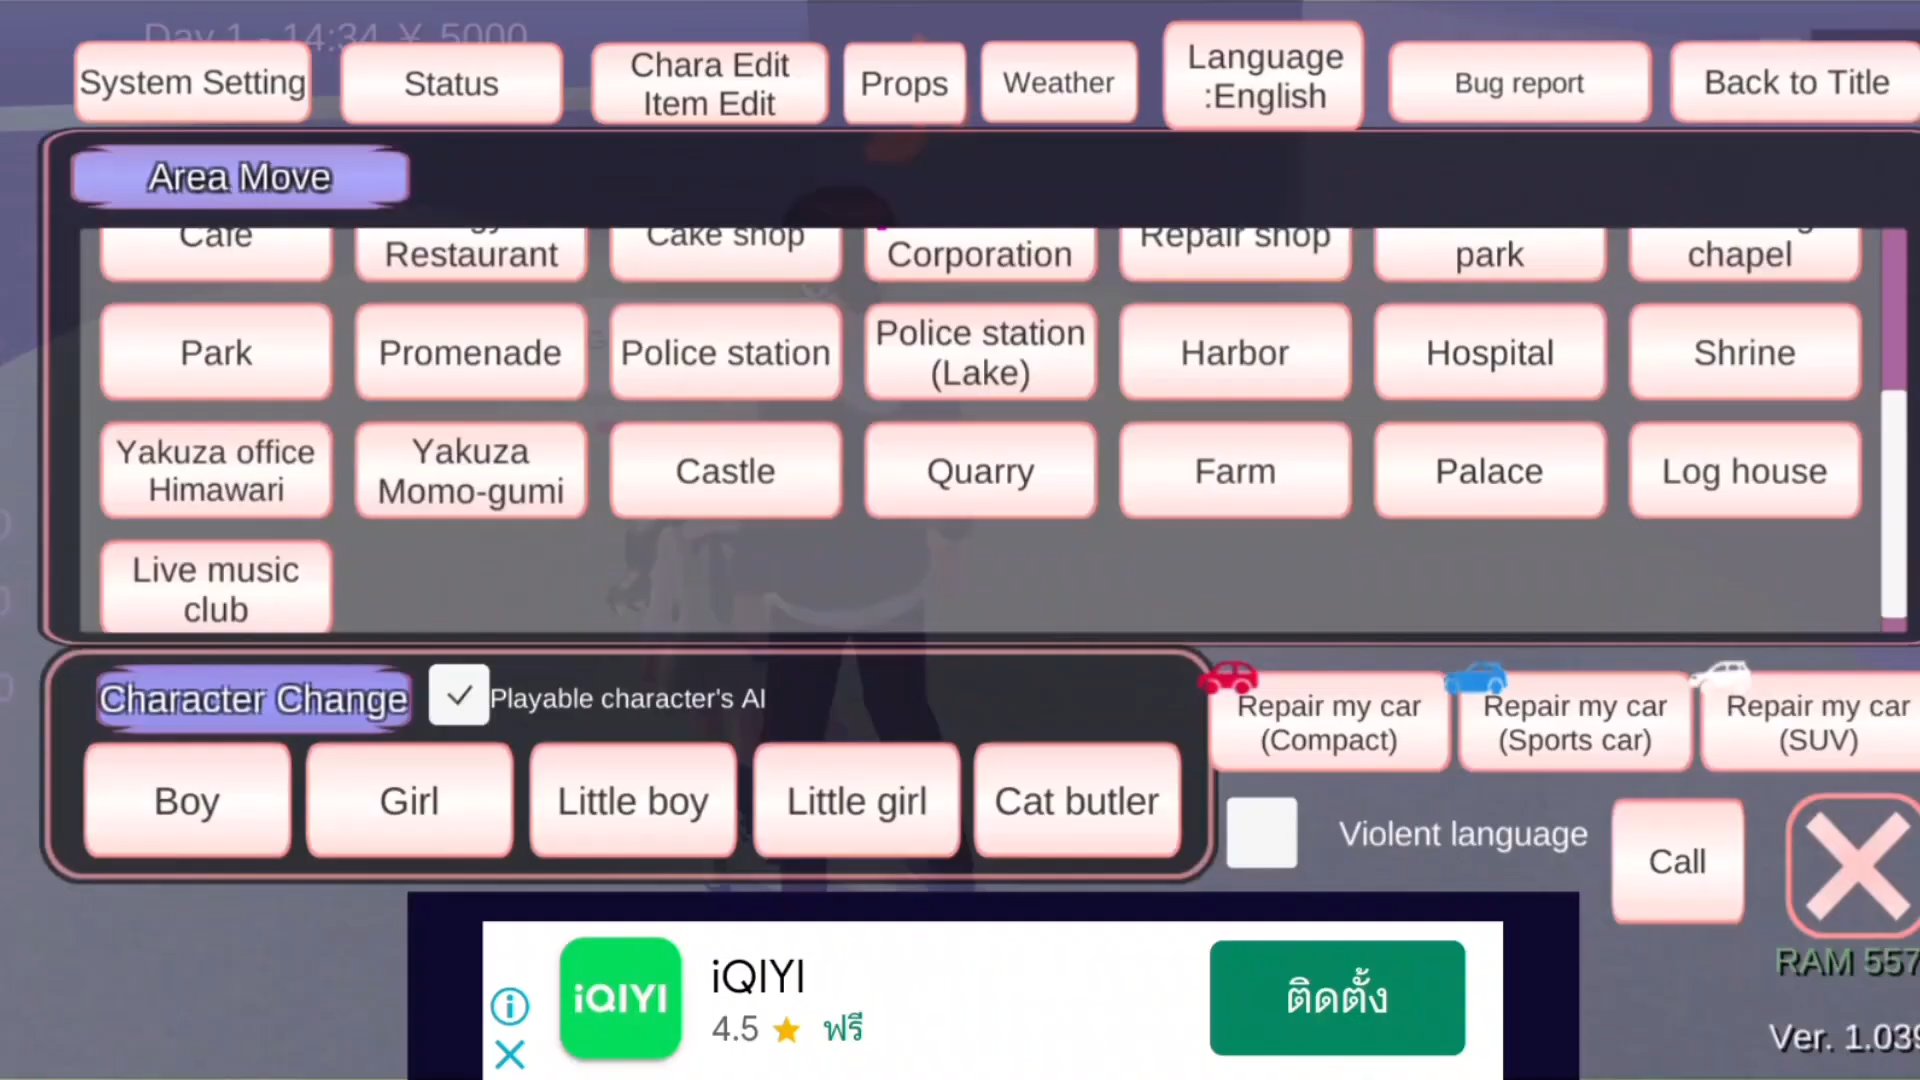 Day 1 - 14:34 ¥ 5000
System Setting
Status
Chara Edit
Item Edit
Props
Weather
Language
:English
Bug report
Back to Title
Area Move
Cafe
Restaurant
Cake shop
Corporation
Repair shop
park
chapel
Park
Promenade
Police station
Police station
(Lake)
Harbor
Hospital
Shrine
Yakuza office
Himawari
Yakuza
Momo-gumi
Castle
Quarry
Farm
Palace
Log house
Live music
club
Character Change
Playable character's AI
Boy
Girl
Little boy
Little girl
Cat butler
Repair my car
(Compact)
Repair my car
(Sports car)
Repair my car
(SUV)
Violent language
Call
RAM 557
Ver. 1.039
iQIYI
iQIYI
4.5 ★ ฟรี
ติดตั้ง